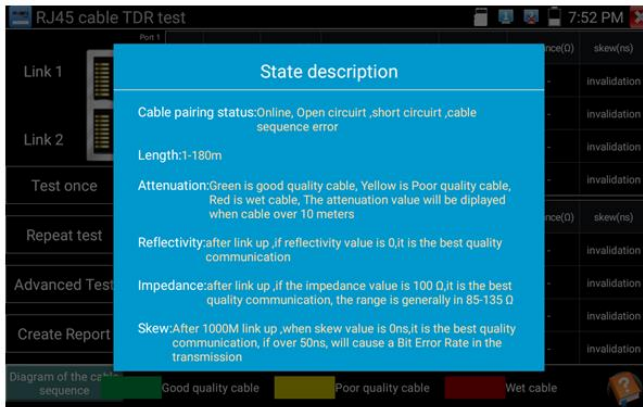 RJ45 cable TDR test
7:52 PM
Port 1
nce(Ω) skew(ns)
Link 1
- invalidation
- invalidation
Link 2
- invalidation
Test once
- invalidation
nce(Ω) skew(ns)
Repeat test
- invalidation
Advanced Test
- invalidation
- invalidation
Create Report
- invalidation
State description
Cable pairing status:Online, Open circuirt ,short circuirt ,cable
sequence error
Length:1-180m
Attenuation:Green is good quality cable, Yellow is Poor quality cable,
Red is wet cable, The attenuation value will be diplayed
when cable over 10 meters
Reflectivity:after link up ,if reflectivity value is 0,it is the best quality
communication
Impedance:after link up ,if the impedance value is 100 Ω,it is the best
quality communication, the range is generally in 85-135 Ω
Skew:After 1000M link up ,when skew value is 0ns,it is the best quality
communication, if over 50ns, will cause a Bit Error Rate in the
transmission
Diagram of the cable
sequence
Good quality cable
Poor quality cable
Wet cable